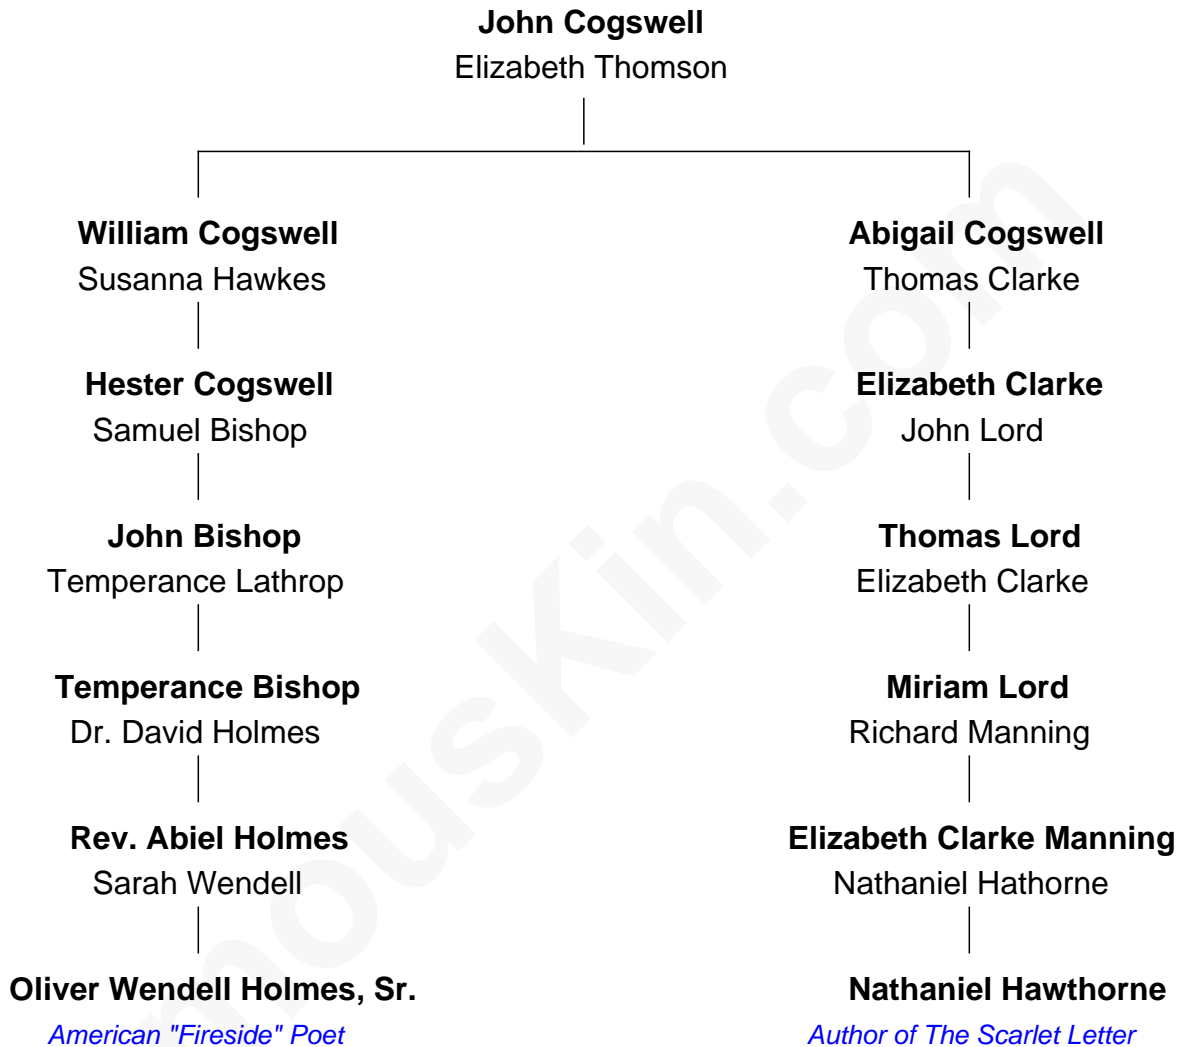 John Cogswell
Elizabeth Thomson
William Cogswell
Susanna Hawkes
Abigail Cogswell
Thomas Clarke
Hester Cogswell
Samuel Bishop
Elizabeth Clarke
John Lord
John Bishop
Temperance Lathrop
Thomas Lord
Elizabeth Clarke
Temperance Bishop
Dr. David Holmes
Miriam Lord
Richard Manning
Rev. Abiel Holmes
Sarah Wendell
Elizabeth Clarke Manning
Nathaniel Hathorne
Oliver Wendell Holmes, Sr.
American "Fireside" Poet
Nathaniel Hawthorne
Author of The Scarlet Letter
mousKin.com